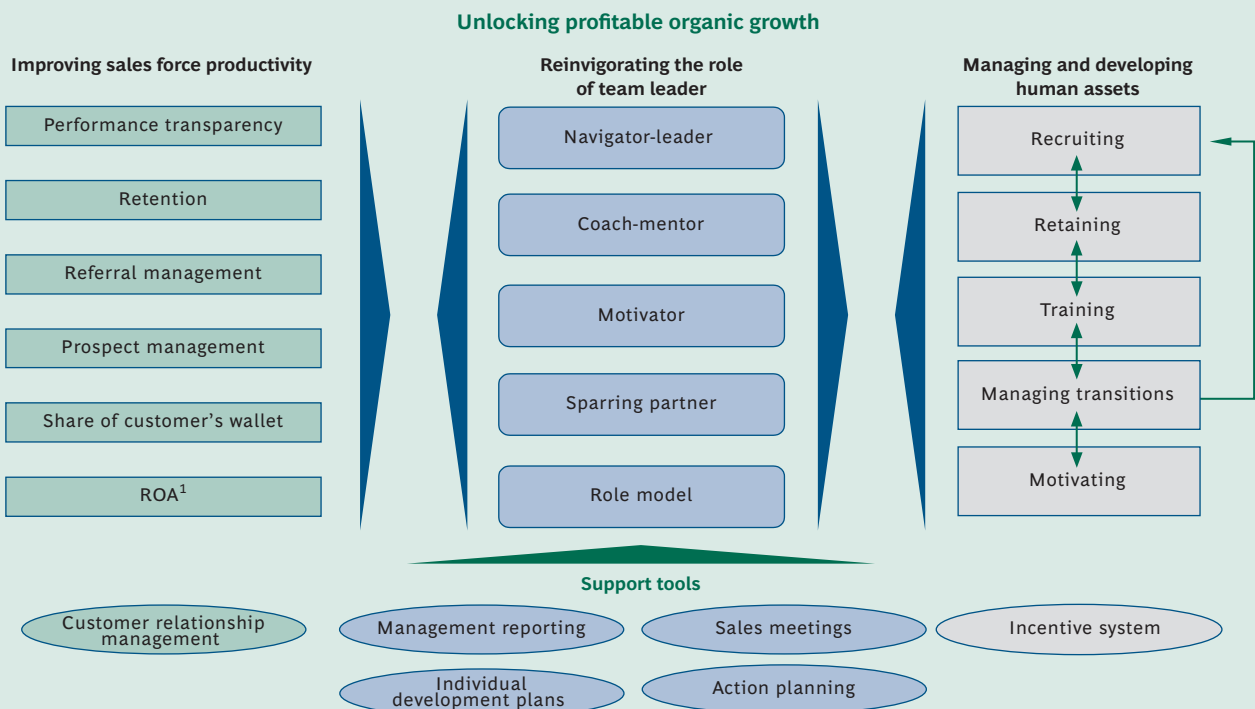 Unlocking profitable organic growth
Improving sales force productivity
Performance transparency
Retention
Referral management
Prospect management
Share of customer’s wallet
ROA¹
Reinvigorating the role
of team leader
Navigator-leader
Coach-mentor
Motivator
Sparring partner
Role model
Managing and developing
human assets
Recruiting
Retaining
Training
Managing transitions
Motivating
Support tools
Customer relationship
management
Management reporting
Sales meetings
Incentive system
Individual
development plans
Action planning